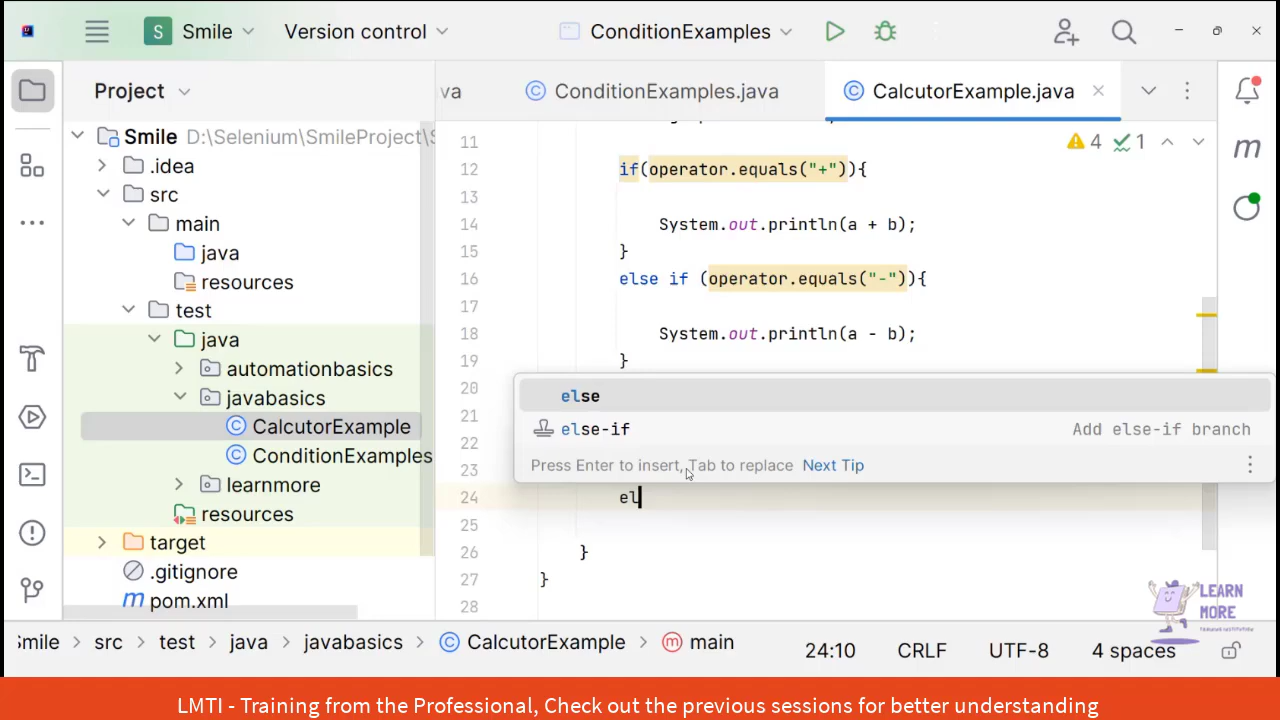 S Smile Version control ConditionExamples
Project
va ConditionExamples.java CalcutorExample.java
Smile D:\Selenium\SmileProject\S
.idea
src
main
java
resources
test
java
automationbasics
javabasics
CalcutorExample
ConditionExamples
learnmore
resources
target
.gitignore
pom.xml
4 1
11
12 if(operator.equals("+")){
13
14 System.out.println(a + b);
15 }
16 else if (operator.equals("-")){
17
18 System.out.println(a - b);
19 }
20
21
22
23
24 el
25
26 }
27 }
28
else
else-if Add else-if branch
Press Enter to insert, Tab to replace Next Tip
m
LEARN
MORE
Smile > src > test > java > javabasics > CalcutorExample > main
24:10 CRLF UTF-8 4 spaces
LMTI - Training from the Professional, Check out the previous sessions for better understanding